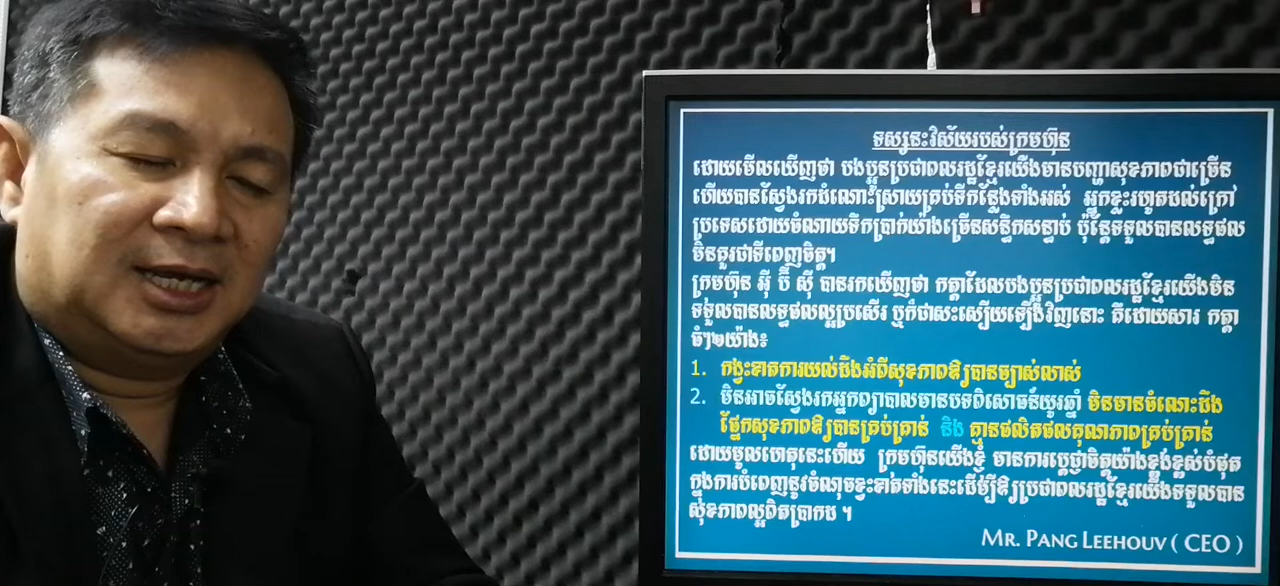 ទស្សនះវិស័យរបស់ក្រុមហ៊ុន
ដោយមើលឃើញថា បងប្អូនប្រជាពលរដ្ឋខ្មែរយើងមានបញ្ហាសុខភាពជាច្រើន
ហើយបានស្វែងរកដំណោះស្រាយគ្រប់ទីកន្លែងទាំងអស់ អ្នកខ្លះរហូតដល់ក្រៅ
ប្រទេសដោយចំណាយទឹកប្រាក់យ៉ាងច្រើនសន្ធឹកសន្ធាប់ ប៉ុន្តែទទួលបានលទ្ធផល
មិនគួរជាទីពេញចិត្ត។
ក្រុមហ៊ុន អ៊ី ប៊ី ស៊ី បានរកឃើញថា កត្តាដែលបងប្អូនប្រជាពលរដ្ឋខ្មែរយើងមិន
ទទួលបានលទ្ធផលល្អប្រសើរ ឬក៏ជាសះស្បើយឡើងវិញនោះ គឺដោយសារ កត្តា
ធំៗ២យ៉ាង៖
1. កង្វះខាតការយល់ដឹងអំពីសុខភាពឱ្យបានច្បាស់លាស់
2. មិនអាចស្វែងរកអ្នកព្យាបាលមានបទពិសោធន៍យូរឆ្នាំ មិនមានចំណេះដឹង
ផ្នែកសុខភាពឱ្យបានគ្រប់គ្រាន់ និង គ្មានផលិតផលគុណភាពគ្រប់គ្រាន់
ដោយមូលហេតុនេះហើយ ក្រុមហ៊ុនយើងខ្ញុំ មានការប្តេជ្ញាចិត្តយ៉ាងខ្ពង់ខ្ពស់បំផុត
ក្នុងការបំពេញនូវចំណុចខ្វះខាតទាំងនេះដើម្បីឱ្យប្រជាពលរដ្ឋខ្មែរយើងទទួលបាន
សុខភាពល្អពិតប្រាកដ ។
Mr. Pang Leehouv ( CEO )